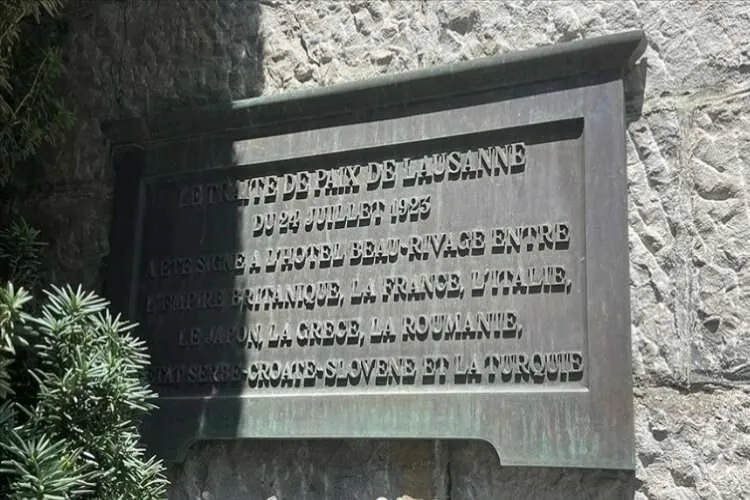 LE TRAITE DE PAIX DE LAUSANNE
DU 24 JUILLET 1923
A ETE SIGNE A L'HOTEL BEAU-RIVAGE ENTRE
L'EMPIRE BRITANIQUE, LA FRANCE, L'ITALIE,
LE JAPON, LA GRECE, LA ROUMANIE,
L'ETAT SERBE-CROATE-SLOVENE ET LA TURQUIE